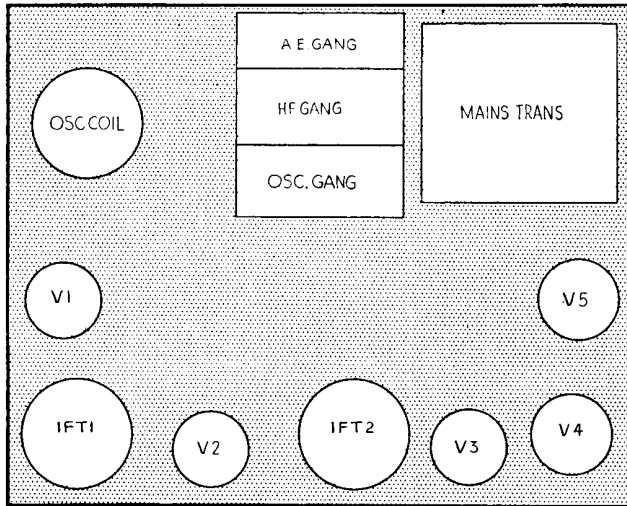 A.E. GANG
OSC COIL
HF GANG
MAINS TRANS
OSC. GANG
V1
V5
IFT1
V2
IFT2
V3
V4